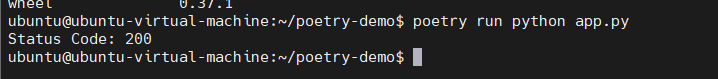 wheel 0.37.1
ubuntu@ubuntu-virtual-machine:~/poetry-demo$ poetry run python app.py
Status Code: 200
ubuntu@ubuntu-virtual-machine:~/poetry-demo$